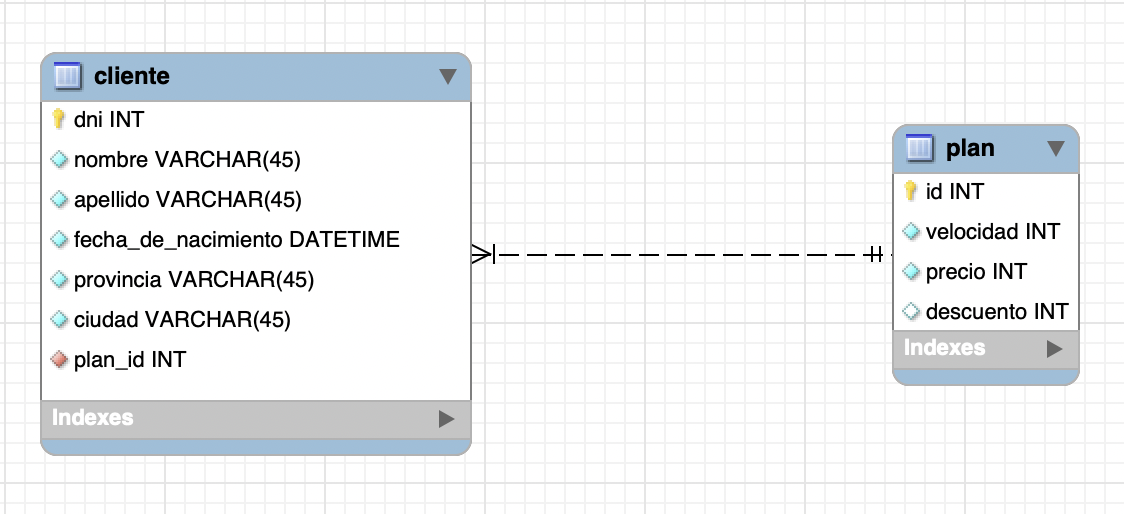 cliente
dni INT
nombre VARCHAR(45)
apellido VARCHAR(45)
fecha_de_nacimiento DATETIME
provincia VARCHAR(45)
ciudad VARCHAR(45)
plan_id INT
Indexes
plan
id INT
velocidad INT
precio INT
descuento INT
Indexes